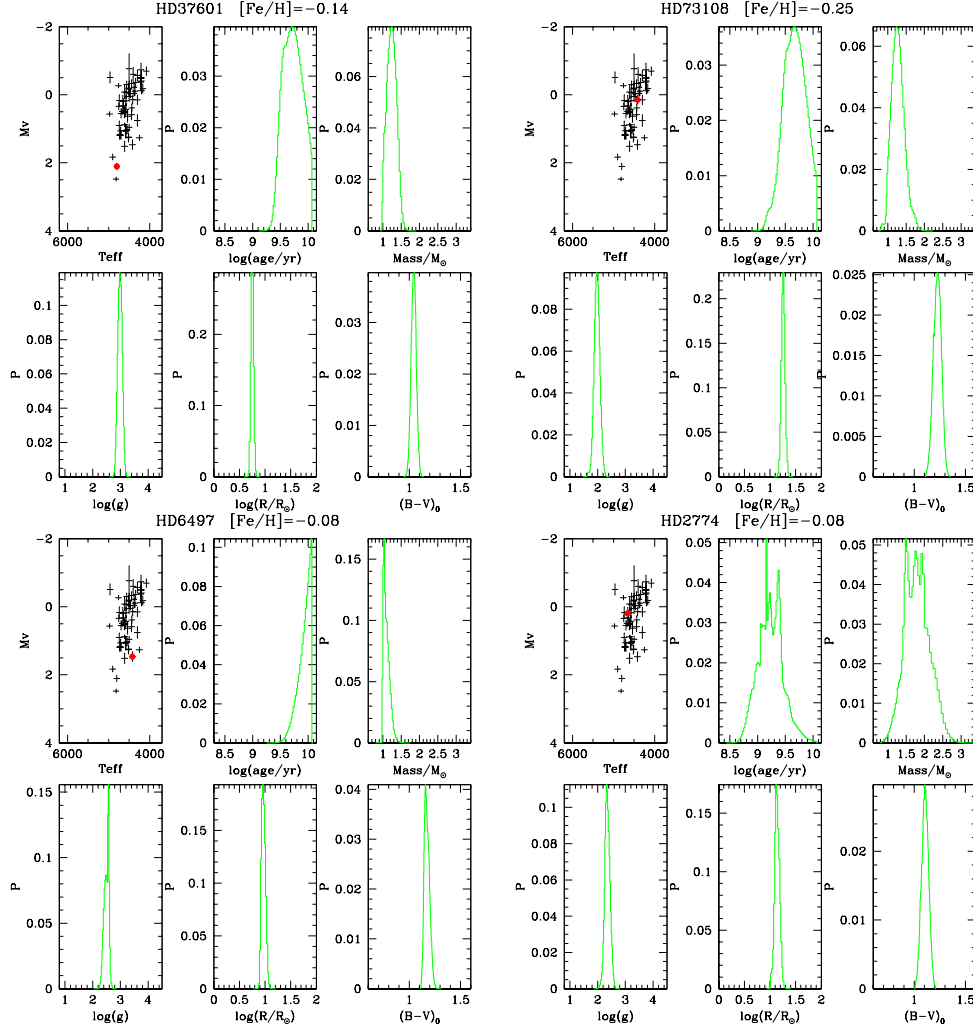 HD37601 [Fe/H]=−0.14
−2 0 2 4
Mv
6000 4000
Teff
0 0.01 0.02 0.03
P
8.5 9 9.5 10
log(age/yr)
0 0.02 0.04 0.06 0.08
P
1 1.5 2 2.5 3
Mass/M☉
0 0.02 0.04 0.06 0.08 0.1
P
1 2 3 4
log(g)
0 0.1 0.2
P
0 0.5 1 1.5 2
log(R/R☉)
0 0.01 0.02 0.03
P
1 1.5
(B−V)₀
HD73108 [Fe/H]=−0.25
−2 0 2 4
Mv
6000 4000
Teff
0 0.01 0.02 0.03
P
8.5 9 9.5 10
log(age/yr)
0 0.02 0.04 0.06
P
1 1.5 2 2.5 3
Mass/M☉
0 0.02 0.04 0.06 0.08
P
1 2 3 4
log(g)
0 0.05 0.1 0.15 0.2
P
0 0.5 1 1.5 2
log(R/R☉)
0 0.005 0.01 0.015 0.02 0.025
P
1 1.5
(B−V)₀
HD6497 [Fe/H]=−0.08
−2 0 2 4
Mv
6000 4000
Teff
0 0.02 0.04 0.06 0.08 0.1
P
8.5 9 9.5 10
log(age/yr)
0 0.05 0.1 0.15
P
1 1.5 2 2.5 3
Mass/M☉
0 0.05 0.1 0.15
P
1 2 3 4
log(g)
0 0.05 0.1 0.15
P
0 0.5 1 1.5 2
log(R/R☉)
0 0.01 0.02 0.03 0.04
P
1 1.5
(B−V)₀
HD2774 [Fe/H]=−0.08
−2 0 2 4
Mv
6000 4000
Teff
0 0.01 0.02 0.03 0.04 0.05
P
8.5 9 9.5 10
log(age/yr)
0 0.01 0.02 0.03 0.04 0.05
P
1 1.5 2 2.5 3
Mass/M☉
0 0.02 0.04 0.06 0.08 0.1
P
1 2 3 4
log(g)
0 0.05 0.1 0.15
P
0 0.5 1 1.5 2
log(R/R☉)
0 0.01 0.02
P
1 1.5
(B−V)₀